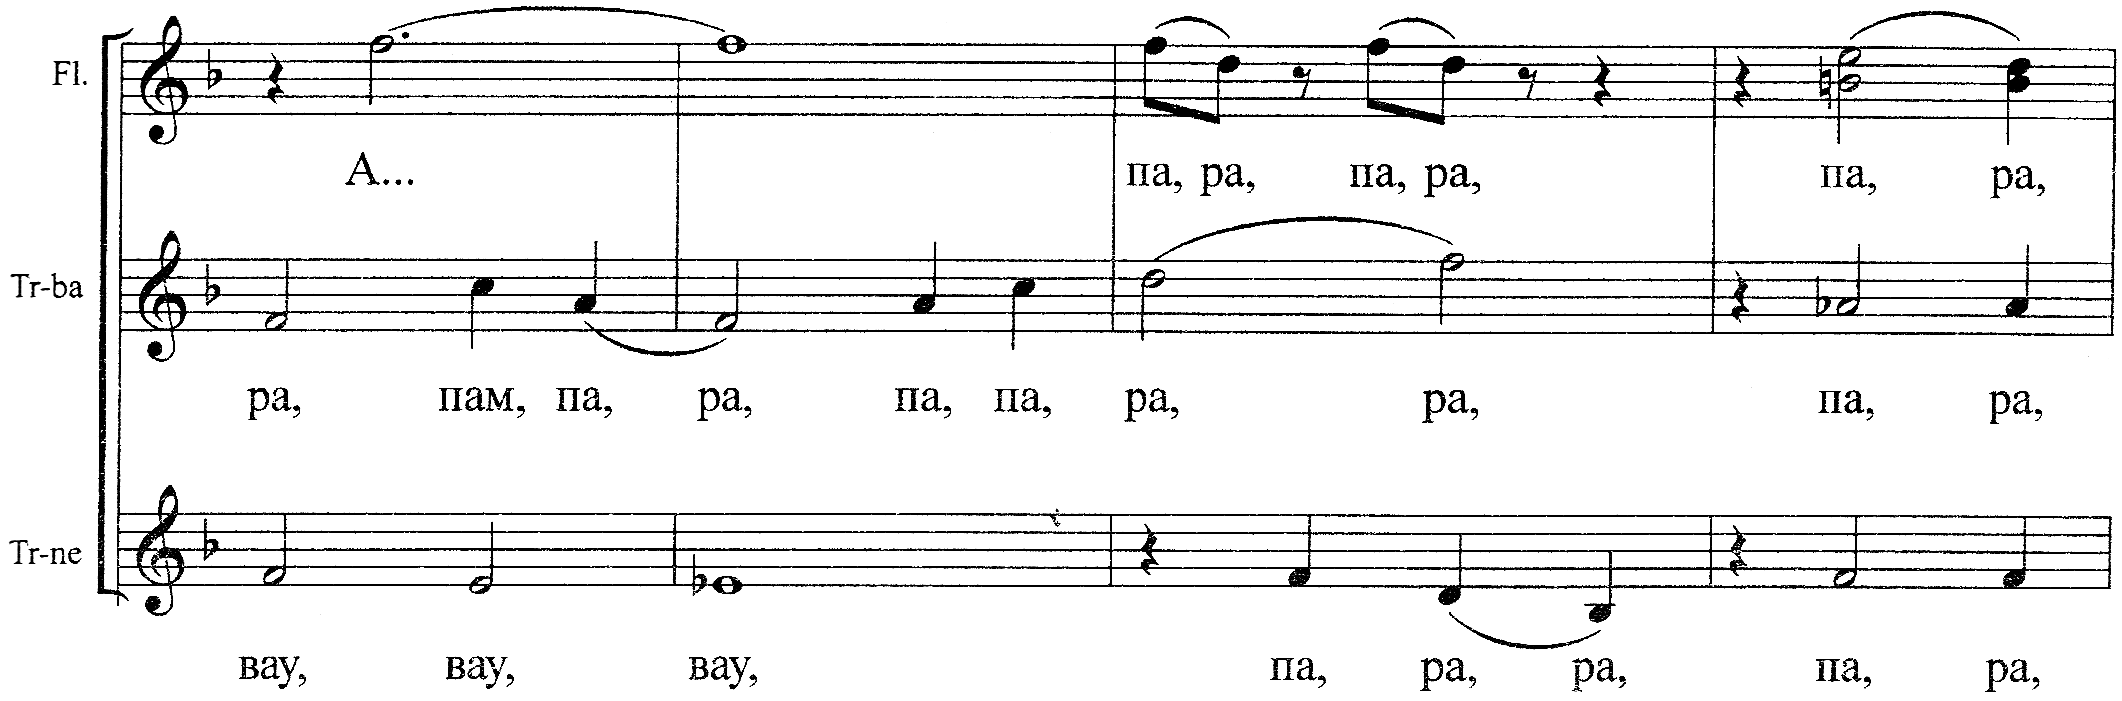 Fl.
А... па, ра, па, ра, па, ра,
Tr-ba
ра, пам, па, ра, па, па, ра, ра, па, ра,
Tr-ne
вау, вау, вау, па, ра, ра, па, ра,